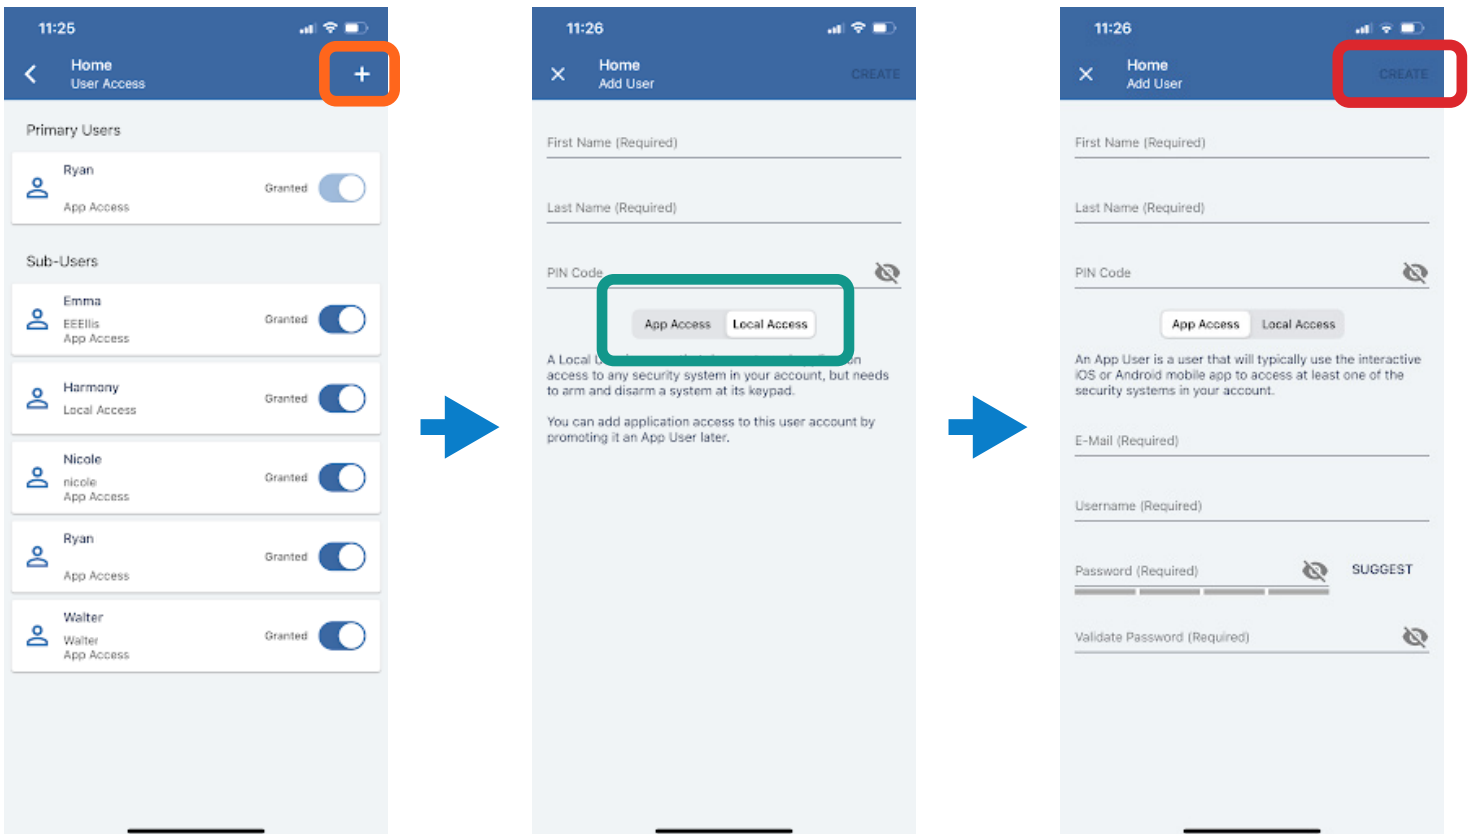 11:25
Home
User Access
+
Primary Users
Ryan
Granted
App Access
Sub-Users
Emma
EEEllis
Granted
App Access
Harmony
Granted
Local Access
Nicole
nicole
Granted
App Access
Ryan
Granted
App Access
Walter
Walter
Granted
App Access
11:26
Home
Add User
CREATE
First Name (Required)
Last Name (Required)
PIN Code
App Access
Local Access
A Local
access to any security system in your account, but needs
to arm and disarm a system at its keypad.
You can add application access to this user account by
promoting it an App User later.
11:26
Home
Add User
CREATE
First Name (Required)
Last Name (Required)
PIN Code
App Access
Local Access
An App User is a user that will typically use the interactive
iOS or Android mobile app to access at least one of the
security systems in your account.
E-Mail (Required)
Username (Required)
Password (Required)
SUGGEST
Validate Password (Required)